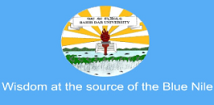 BAHIR DAR UNIVERSITY
Wisdom at the source of the Blue Nile